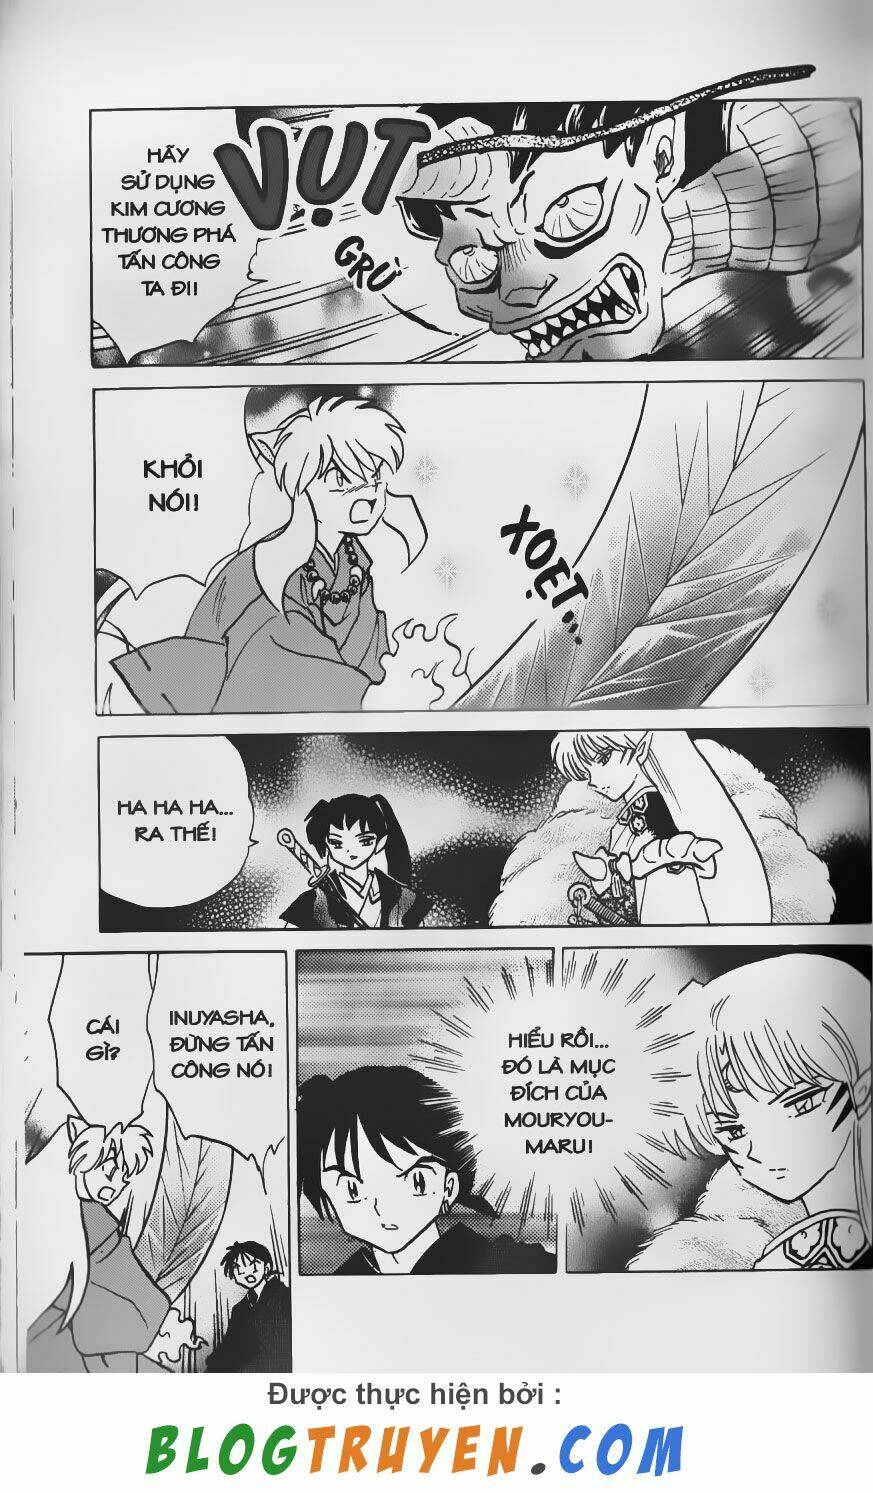 HÃY
SỬ DỤNG
KIM CƯƠNG
THƯƠNG PHÁ
TẤN CÔNG
TA ĐI!
VỤT
GRỪ
KHỎI
NÓI!
XOẸT...
HA HA HA...
RA THẾ!
HIỂU RỒI...
ĐÓ LÀ MỤC
ĐÍCH CỦA
MOURYOU-
MARU!
INUYASHA,
ĐỪNG TẤN
CÔNG NÓ!
CÁI
GÌ?
Được thực hiện bởi :
BLOGTRUYEN.COM